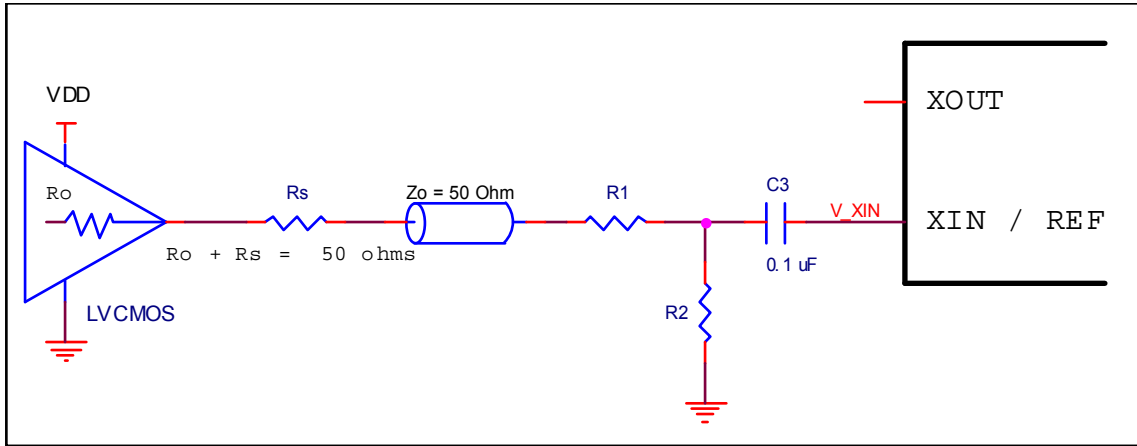 VDD
XOUT
Ro
Rs
Zo = 50 Ohm
R1
C3
V_XIN
XIN / REF
Ro + Rs = 50 ohms
0.1 uF
LVCMOS
R2